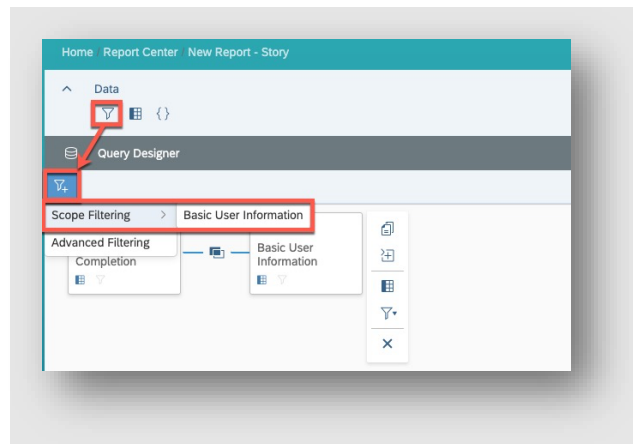 Home Report Center New Report - Story
Data
{}
Query Designer
Scope Filtering > Basic User Information
Advanced Filtering
Completion
Basic User
Information